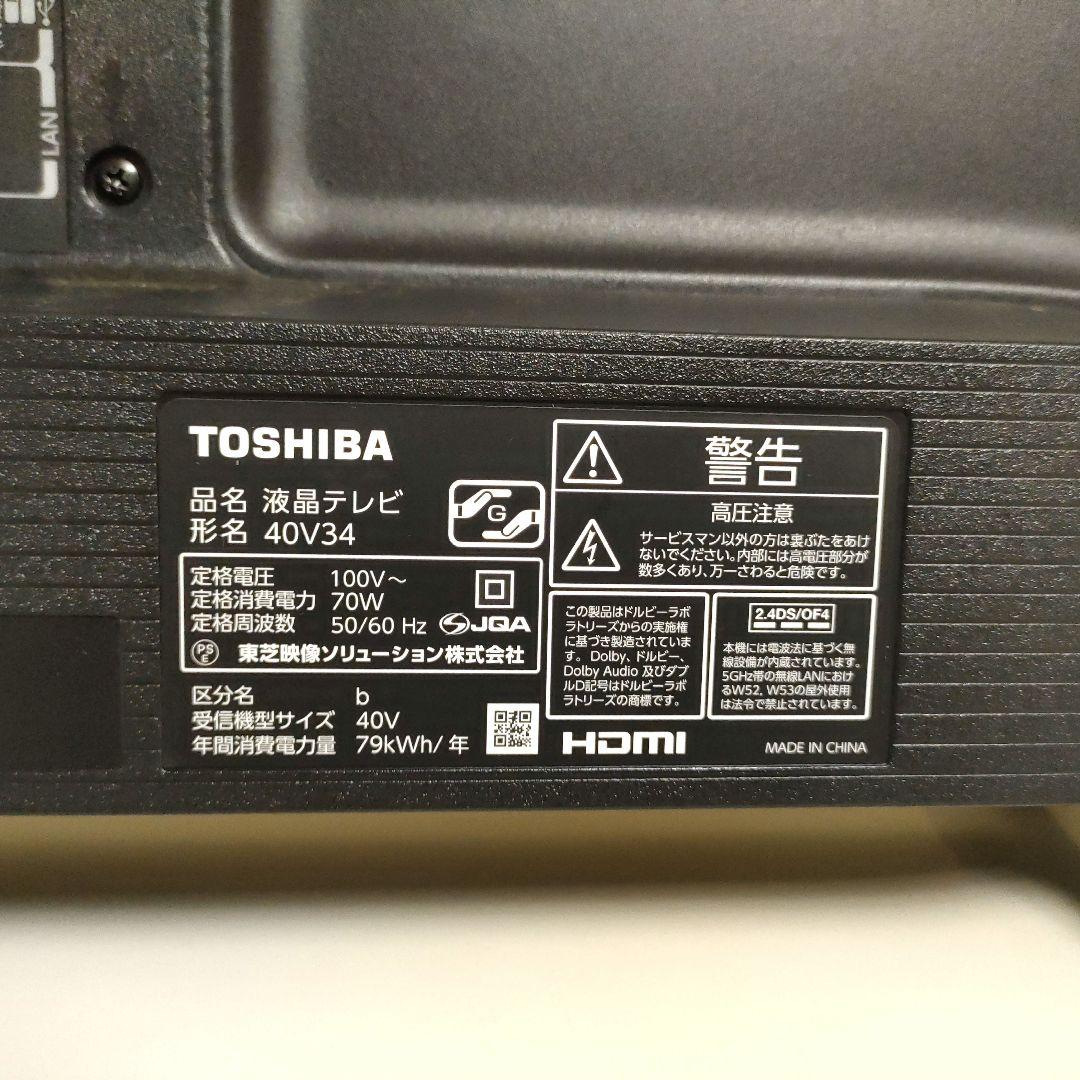 LAN
TOSHIBA
品名 液晶テレビ
形名 40V34
G
定格電圧 100V～
定格消費電力 70W
定格周波数 50/60 Hz
JQA
PS
E
東芝映像ソリューション株式会社
区分名 b
受信機型サイズ 40V
年間消費電力量 79kWh/年
警告
高圧注意
サービスマン以外の方は裏ぶたをあけ
ないでください。内部には高電圧部分が
数多くあり、万一さわると危険です。
この製品はドルビーラボ
ラトリーズからの実施権
に基づき製造されていま
す。Dolby、ドルビー、
Dolby Audio 及びダブ
ルD記号はドルビーラボ
ラトリーズの商標です。
2.4DS/OF4
本機には電波法に基づく無
線設備が内蔵されています。
5GHz帯の無線LANにおけ
るW52, W53の屋外使用
は法令で禁止されています。
HDMI
MADE IN CHINA